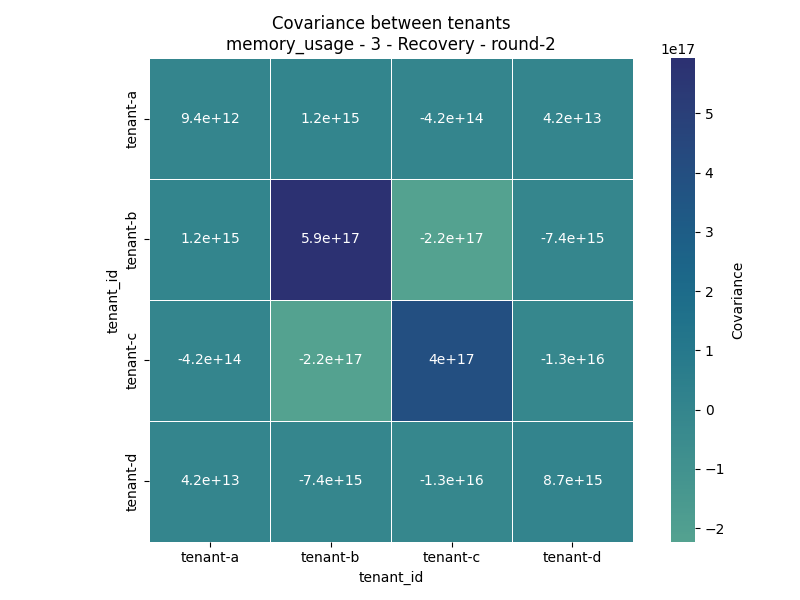 Covariance between tenants
memory_usage - 3 - Recovery - round-2
1e17
tenant-a
9.4e+12 1.2e+15 -4.2e+14 4.2e+13
tenant-b
1.2e+15 5.9e+17 -2.2e+17 -7.4e+15
tenant-c
-4.2e+14 -2.2e+17 4e+17 -1.3e+16
tenant-d
4.2e+13 -7.4e+15 -1.3e+16 8.7e+15
tenant-a tenant-b tenant-c tenant-d
tenant_id
tenant_id
5
4
3
2
1
0
−1
−2
Covariance